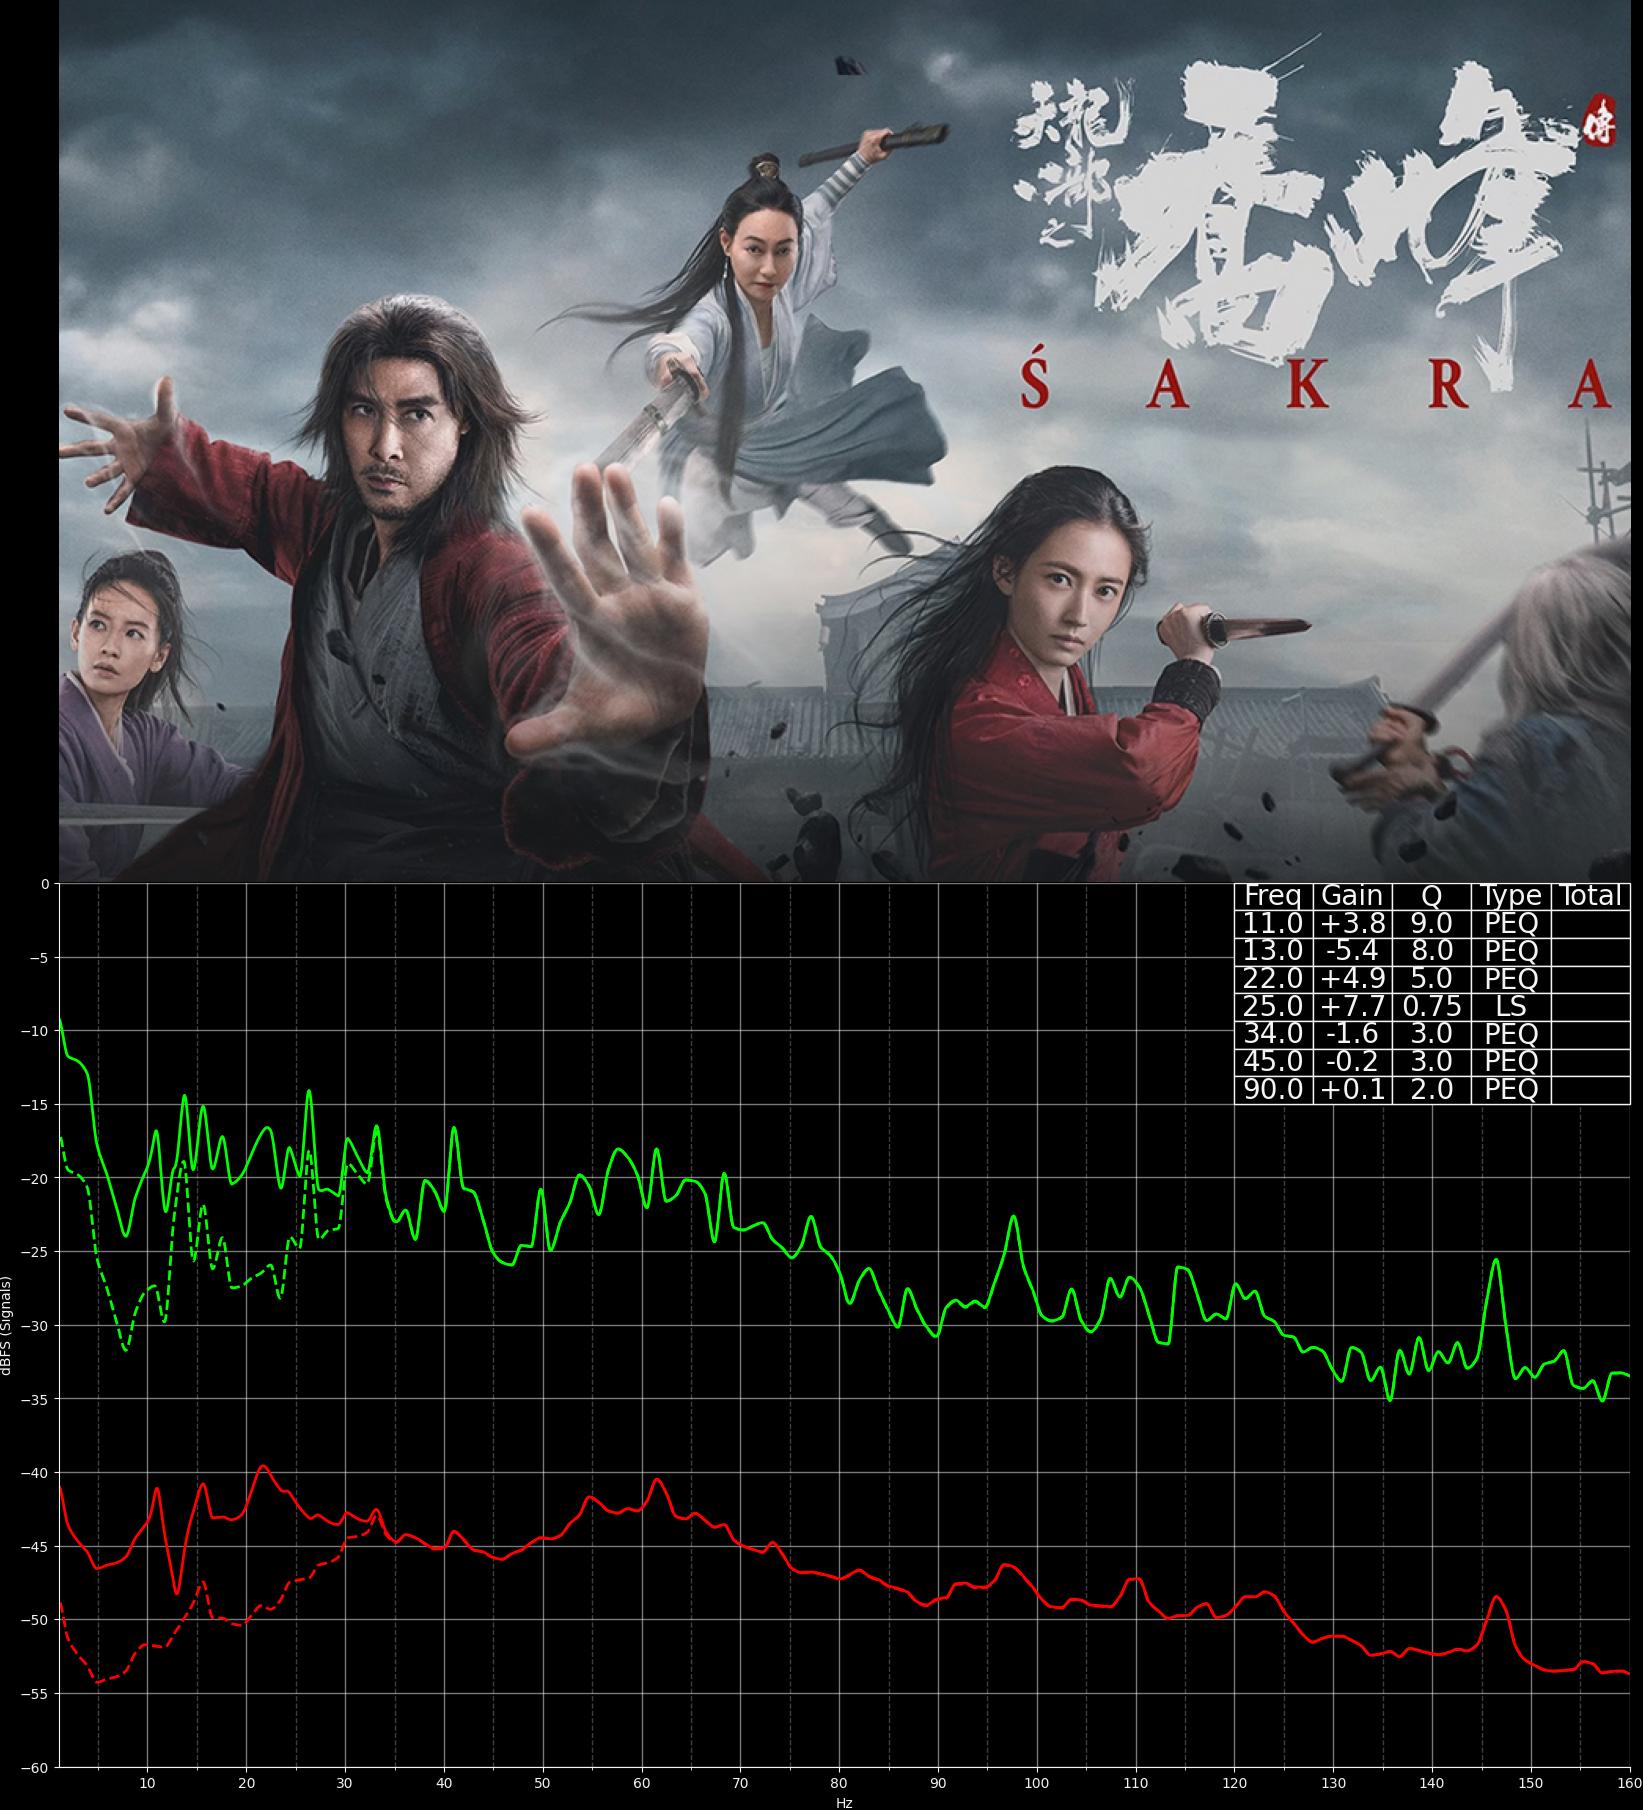 天龍
八部
之
喬峰
傳
ŚAKRA
Freq Gain Q Type Total
11.0 +3.8 9.0 PEQ
13.0 -5.4 8.0 PEQ
22.0 +4.9 5.0 PEQ
25.0 +7.7 0.75 LS
34.0 -1.6 3.0 PEQ
45.0 -0.2 3.0 PEQ
90.0 +0.1 2.0 PEQ
0
−5
−10
−15
−20
−25
−30
−35
−40
−45
−50
−55
−60
dBFS (Signals)
10 20 30 40 50 60 70 80 90 100 110 120 130 140 150 160
Hz